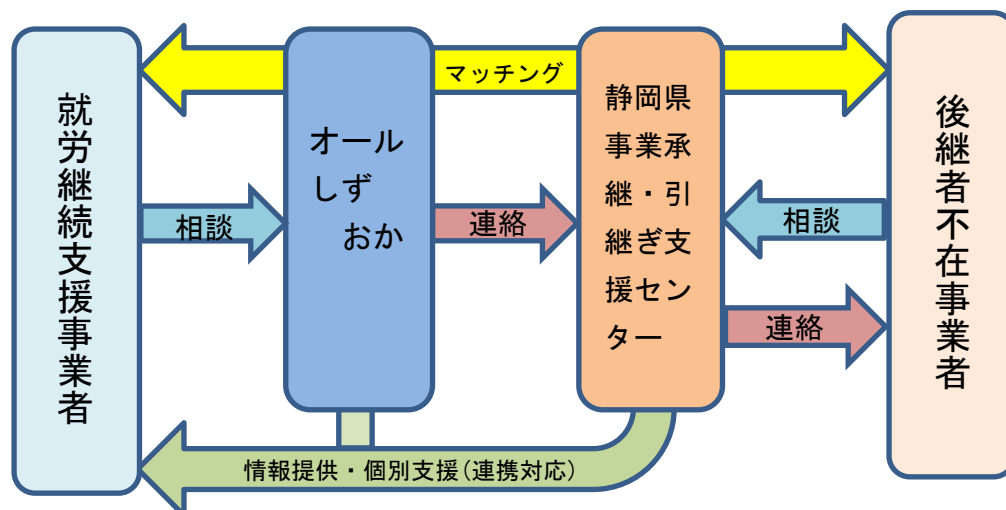 就労継続支援事業者
マッチング
オール
しず
おか
相談
連絡
静岡県
事業承
継・引
継ぎ支
援セン
ター
相談
連絡
後継者不在事業者
情報提供・個別支援(連携対応)